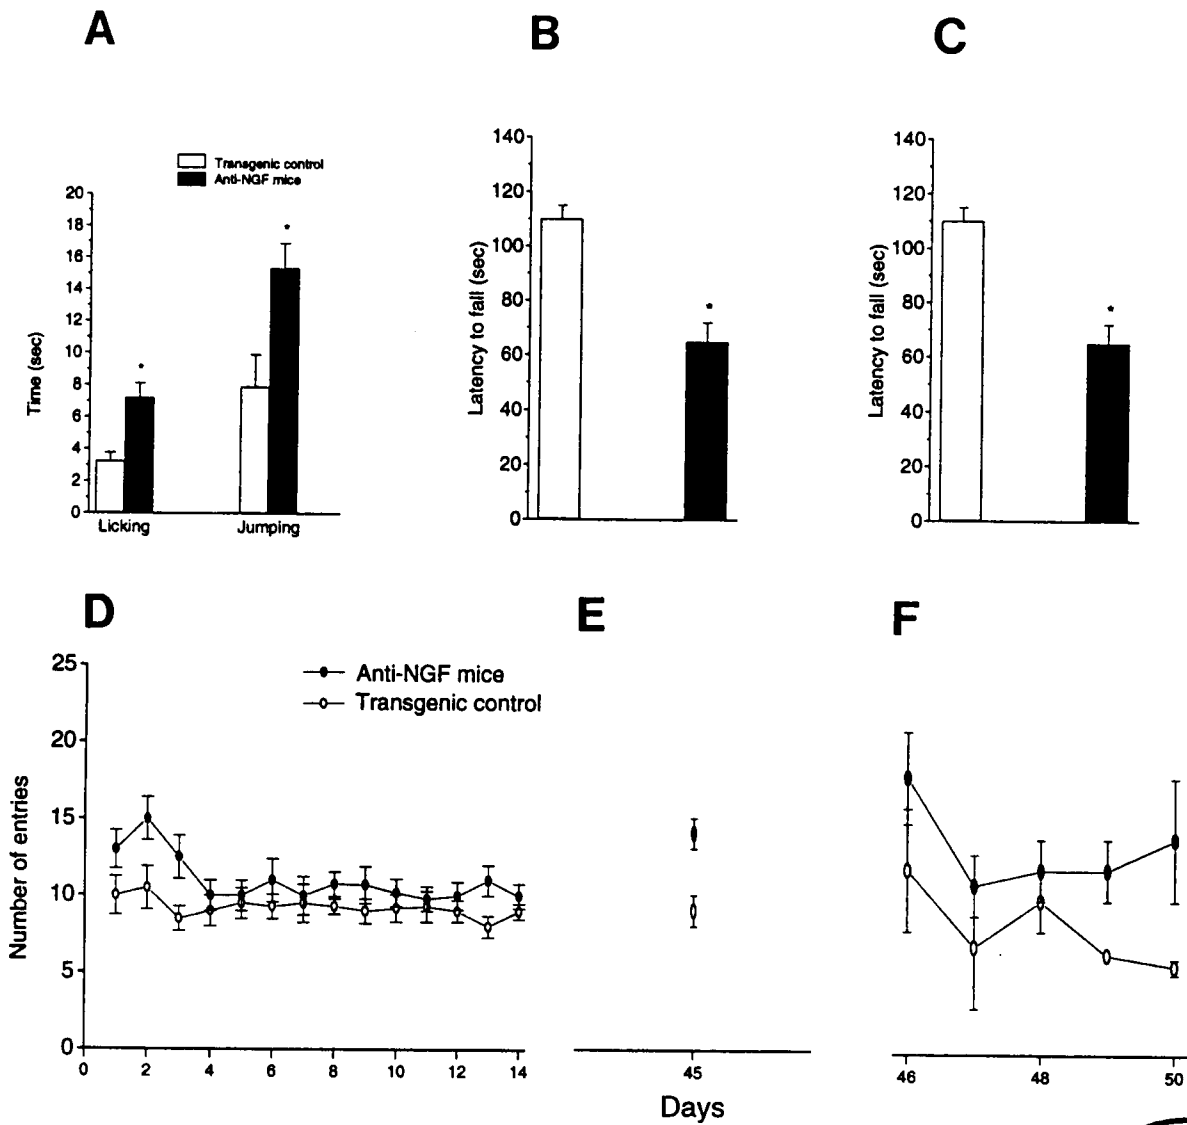 A
B
C
Transgenic control
Anti-NGF mice
20
18
16
14
12
10
8
6
4
2
0
Time (sec)
*
*
Licking
Jumping
140
120
100
80
60
40
20
0
Latency to fall (sec)
*
140
120
100
80
60
40
20
0
Latency to fall (sec)
*
D
E
F
Anti-NGF mice
Transgenic control
25
20
15
10
5
0
Number of entries
0 2 4 6 8 10 12 14
45
46 48 50
Days